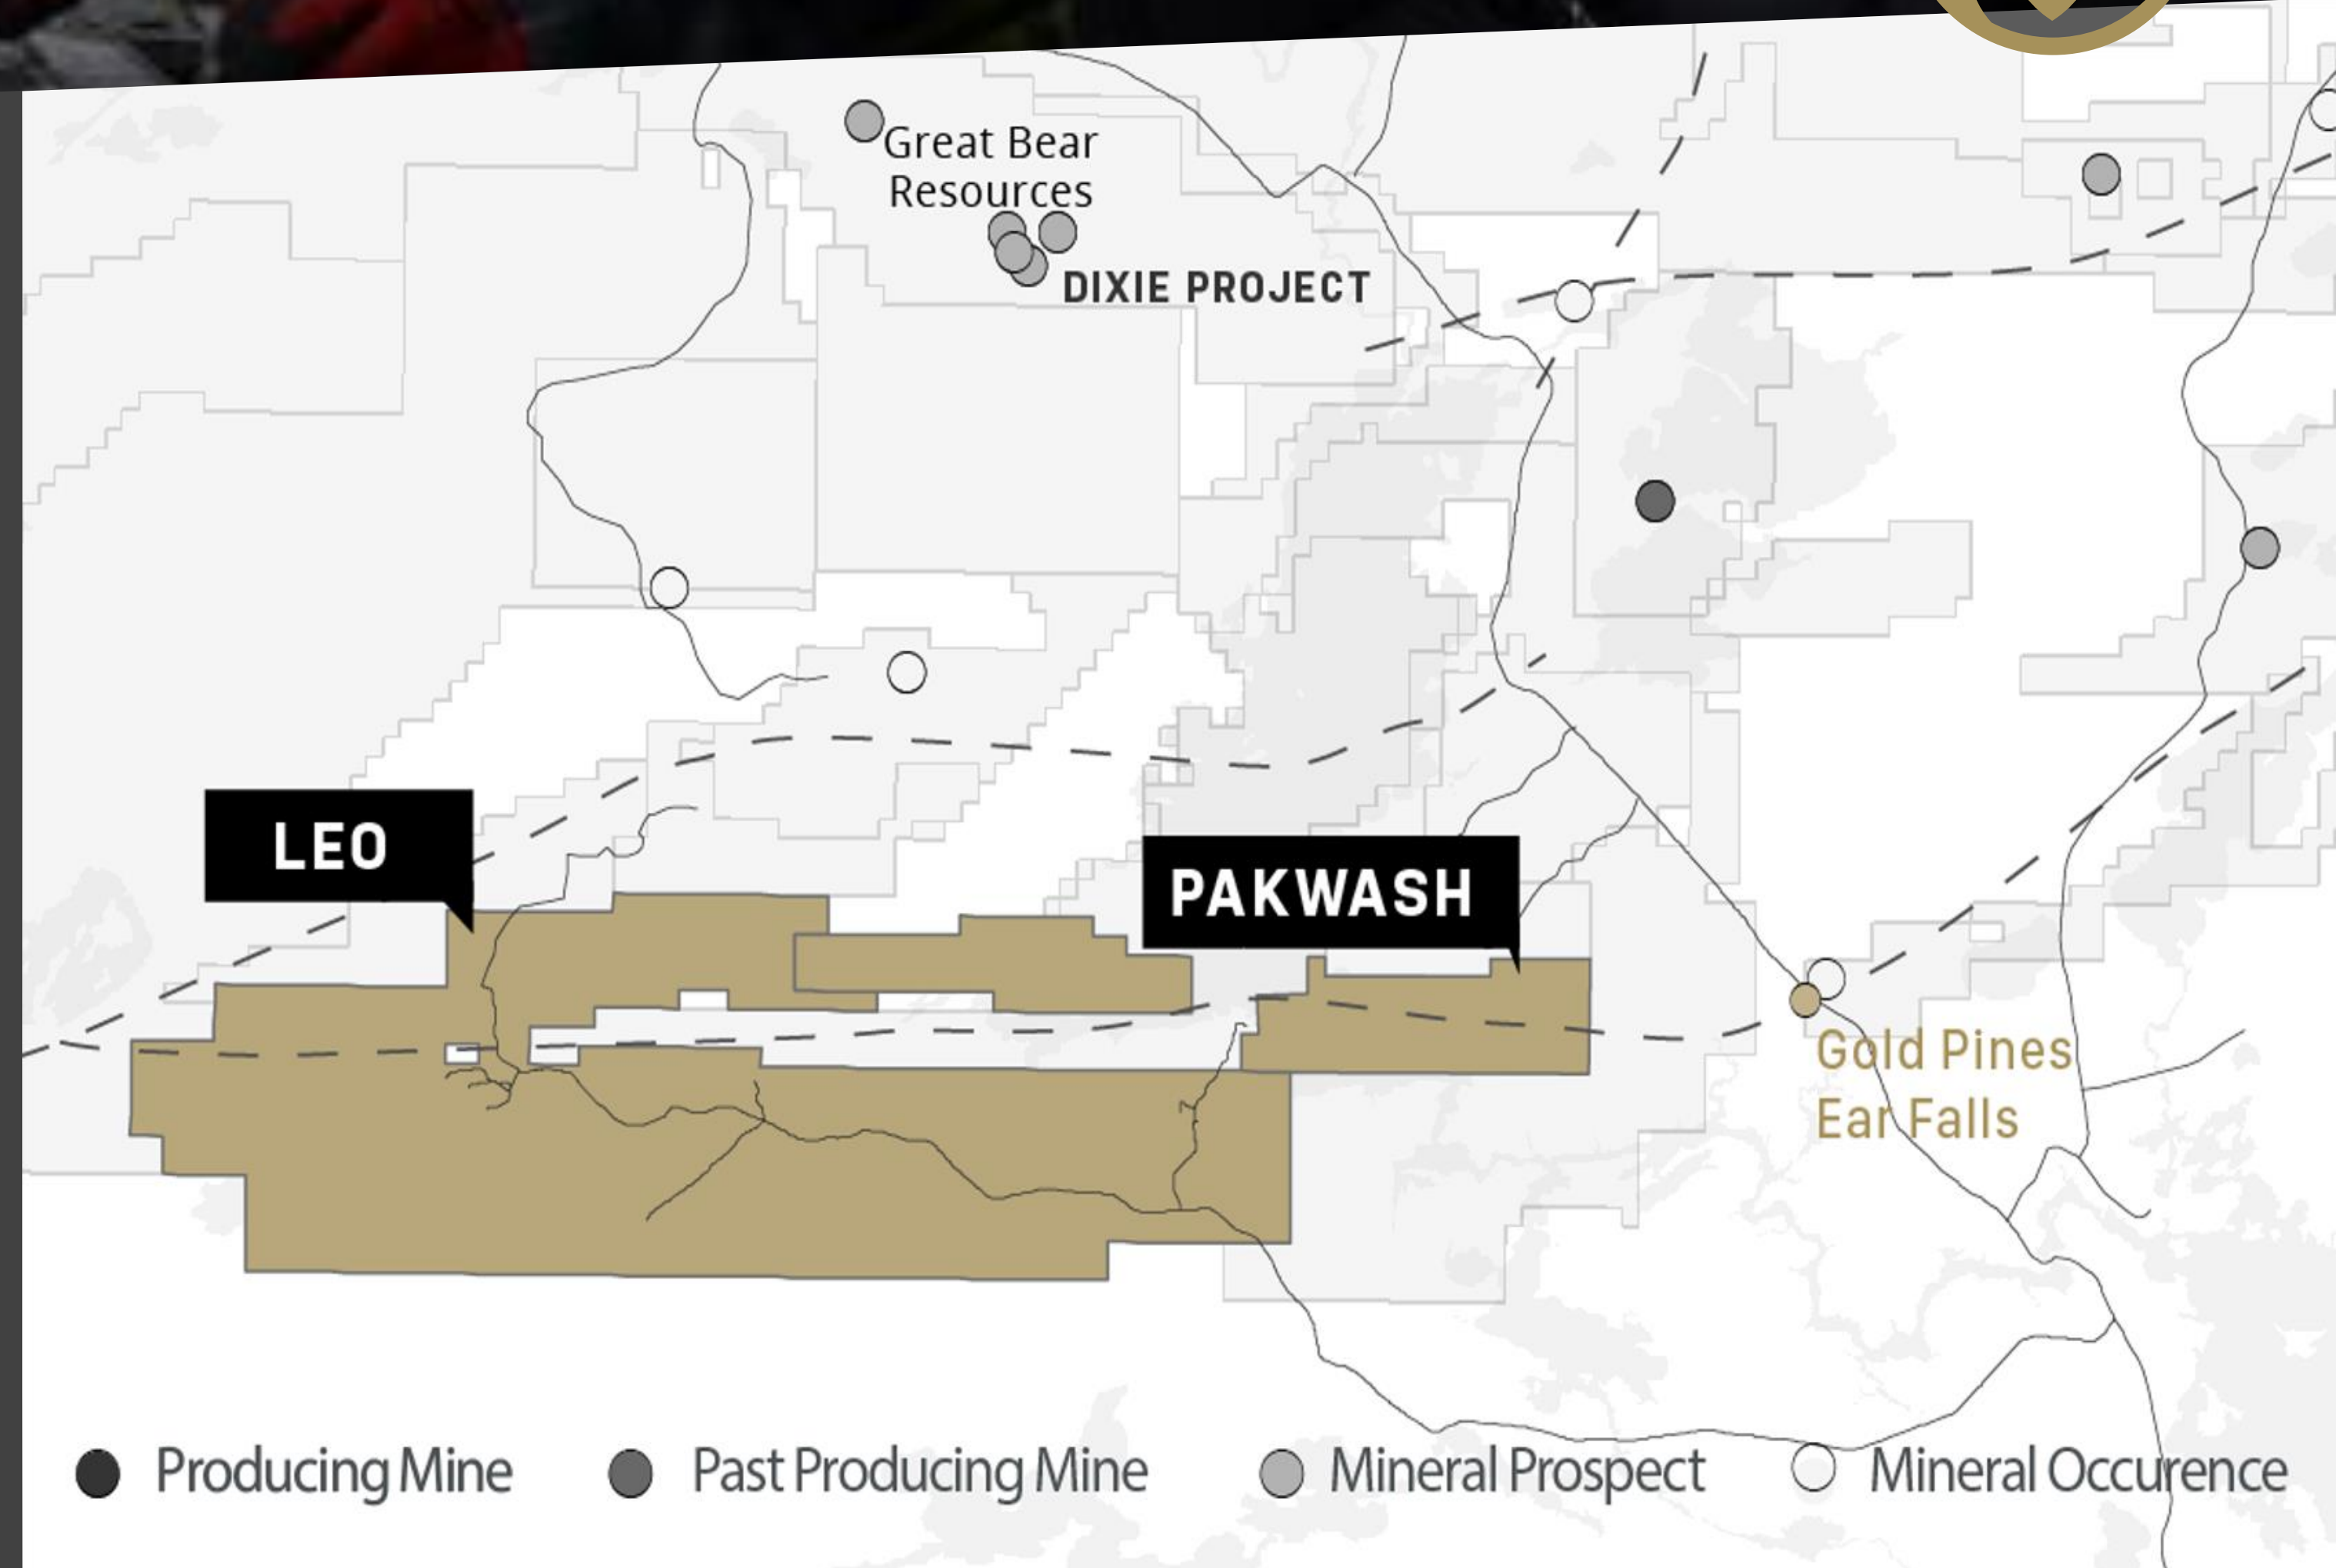 Great Bear
Resources
DIXIE PROJECT
LEO
PAKWASH
Gold Pines
Ear Falls
Producing Mine
Past Producing Mine
Mineral Prospect
Mineral Occurence